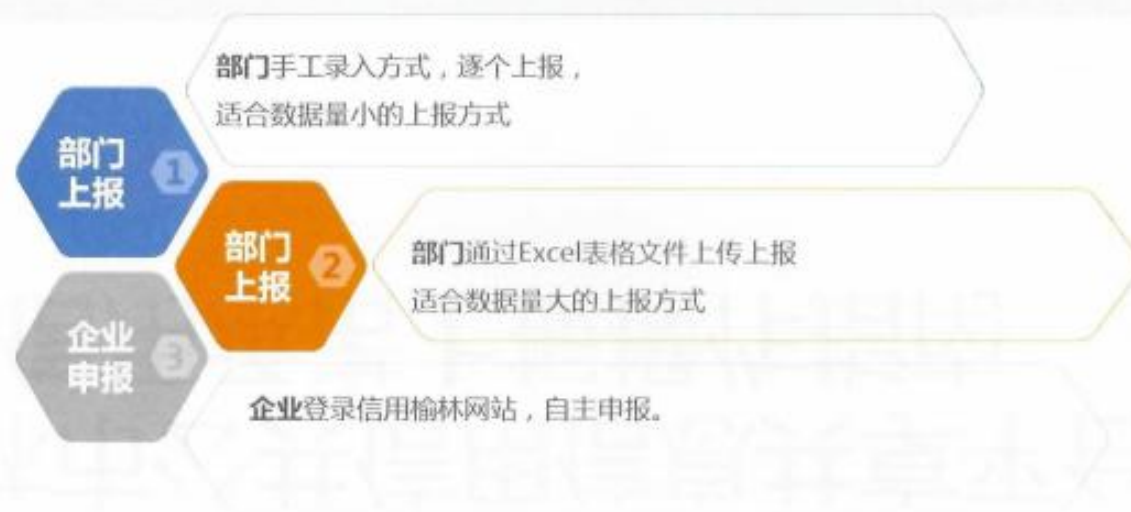 部门手工录入方式，逐个上报，
适合数据量小的上报方式
部门
上报
1
部门
上报
2
部门通过Excel表格文件上传上报
适合数据量大的上报方式
企业
申报
3
企业登录信用榆林网站，自主申报。